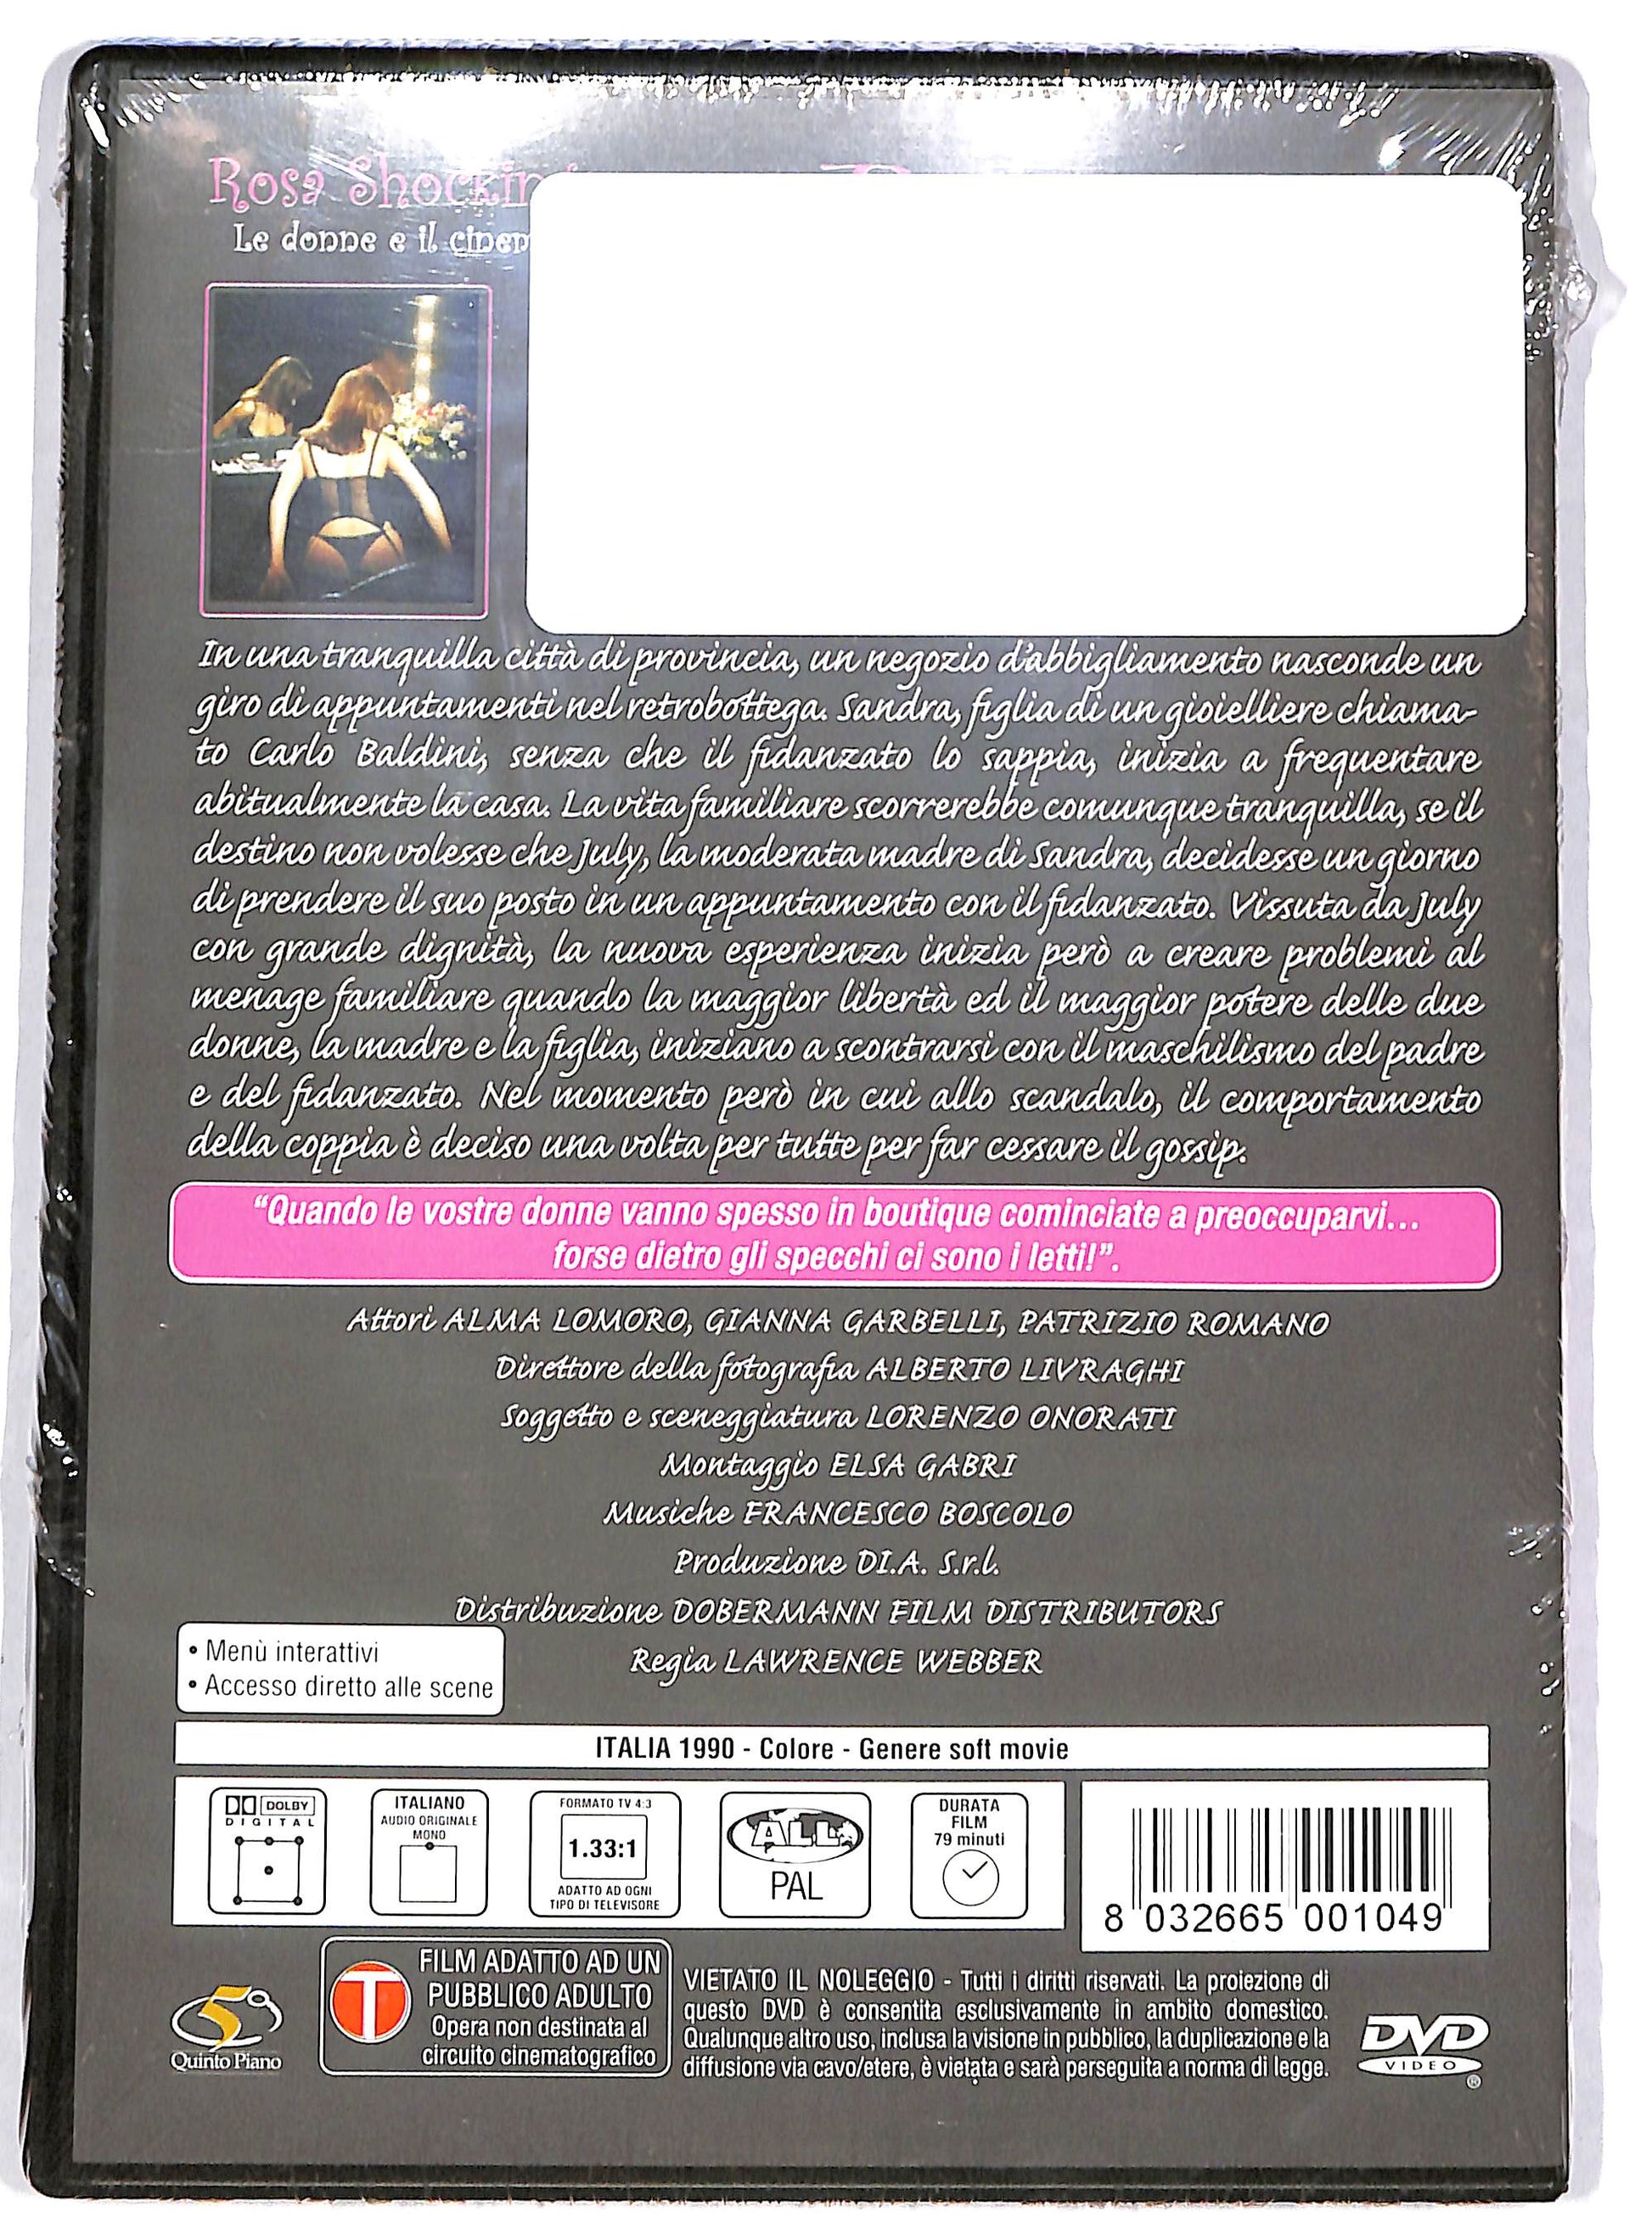 Rosa
Le donne e il
In una tranquilla città di provincia, un negozio d'abbigliamento nasconde un
giro di appuntamenti nel retrobottega. Sandra, figlia di un gioielliere chiama-
to Carlo Baldini, senza che il fidanzato lo sappia, inizia a frequentare
abitualmente la casa. La vita familiare scorrerebbe comunque tranquilla, se il
destino non volesse che July, la moderata madre di Sandra, decidesse un giorno
di prendere il suo posto in un appuntamento con il fidanzato. Vissuta da July
con grande dignità, la nuova esperienza inizia però a creare problemi al
menage familiare quando la maggior libertà ed il maggior potere delle due
donne, la madre e la figlia, iniziano a scontrarsi con il maschilismo del padre
e del fidanzato. Nel momento però in cui allo scandalo, il comportamento
della coppia è deciso una volta per tutte per far cessare il gossip.
"Quando le vostre donne vanno spesso in boutique cominciate a preoccuparvi...
forse dietro gli specchi ci sono i letti!".
Attori ALMA LOMORO, GIANNA GARBELLI, PATRIZIO ROMANO
Direttore della fotografia ALBERTO LIVRAGHI
Soggetto e sceneggiatura LORENZO ONORATI
Montaggio ELSA GABRI
Musiche FRANCESCO BOSCOLO
Produzione DI.A. S.r.l.
Distribuzione DOBERMANN FILM DISTRIBUTORS
Regia LAWRENCE WEBBER
• Menù interattivi
• Accesso diretto alle scene
ITALIA 1990 - Colore - Genere soft movie
DOLBY
DIGITAL
ITALIANO
AUDIO ORIGINALE
MONO
FORMATO TV 4:3
1.33:1
ADATTO AD OGNI
TIPO DI TELEVISORE
ALL
PAL
DURATA
FILM
79 minuti
8 032665 001049
5°
Quinto Piano
T
FILM ADATTO AD UN
PUBBLICO ADULTO
Opera non destinata al
circuito cinematografico
VIETATO IL NOLEGGIO - Tutti i diritti riservati. La proiezione di
questo DVD è consentita esclusivamente in ambito domestico.
Qualunque altro uso, inclusa la visione in pubblico, la duplicazione e la
diffusione via cavo/etere, è vietata e sarà perseguita a norma di legge.
DVD
VIDEO
®